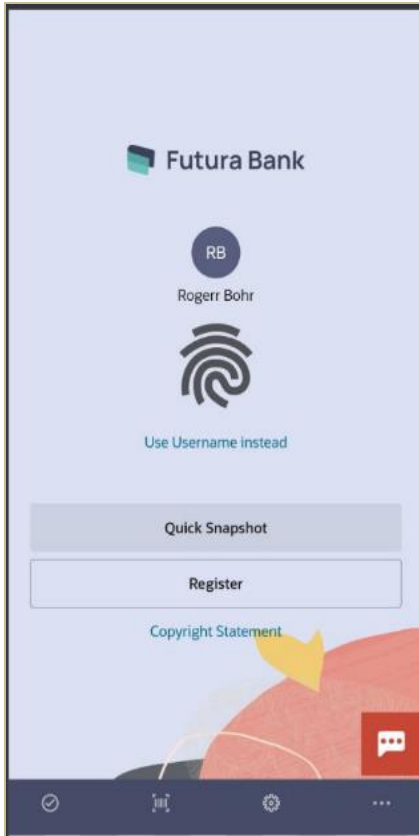 Futura Bank
RB
Rogerr Bohr
Use Username instead
Quick Snapshot
Register
Copyright Statement